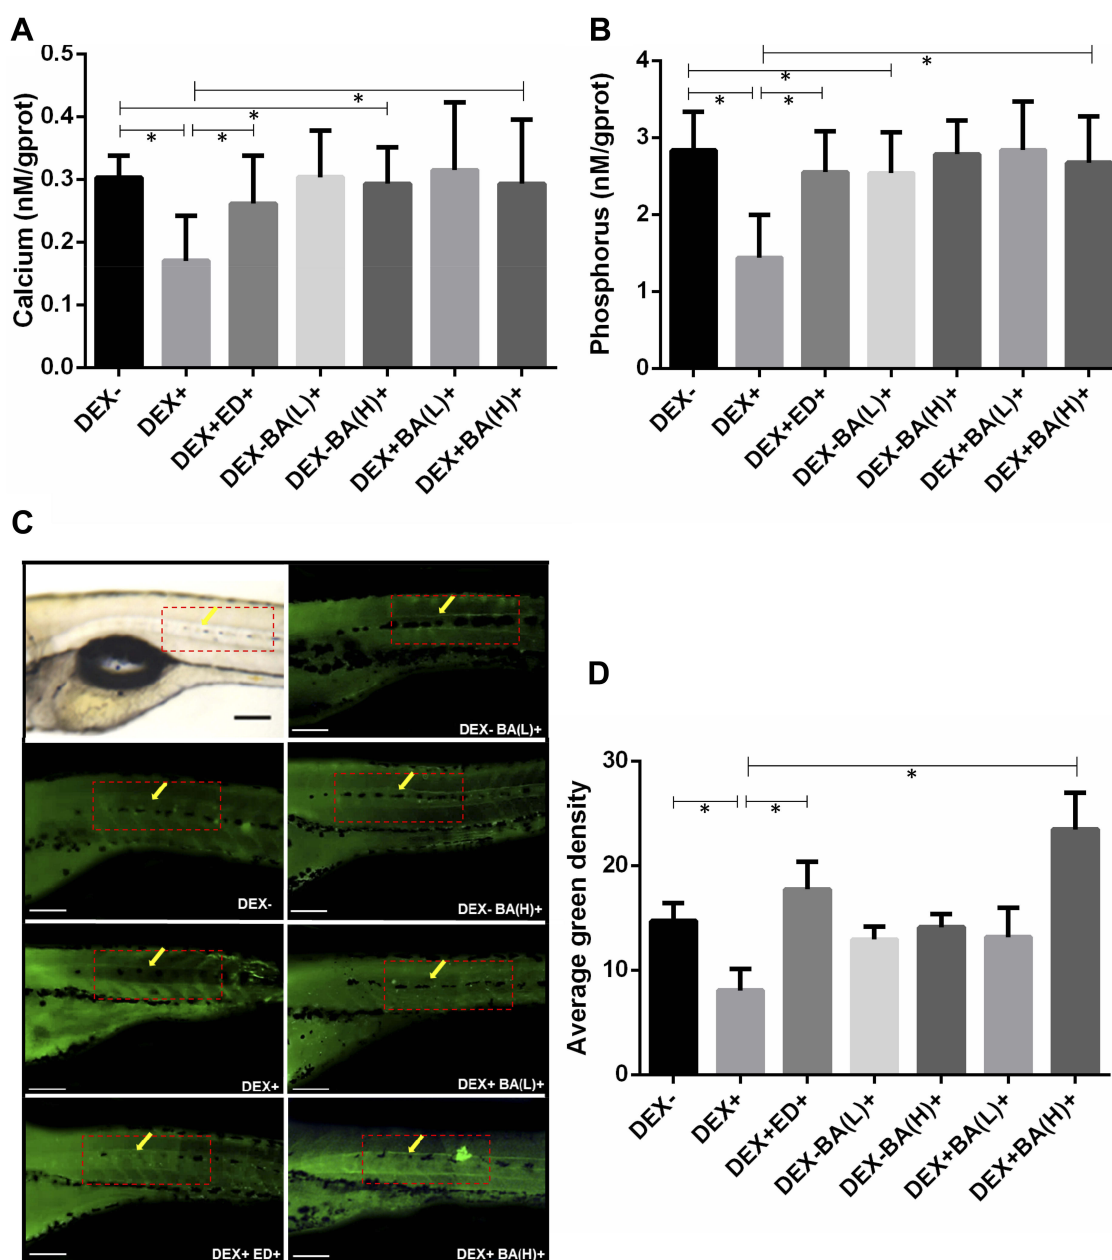 A
Calcium (nM/gprot)
0.5
0.4
0.3
0.2
0.1
0.0
*
*
*
*
DEX-
DEX+
DEX+ED+
DEX-BA(L)+
DEX-BA(H)+
DEX+BA(L)+
DEX+BA(H)+
B
Phosphorus (nM/gprot)
4
3
2
1
0
*
*
*
*
DEX-
DEX+
DEX+ED+
DEX-BA(L)+
DEX-BA(H)+
DEX+BA(L)+
DEX+BA(H)+
C
DEX- BA(L)+
DEX-
DEX- BA(H)+
DEX+
DEX+ BA(L)+
DEX+ ED+
DEX+ BA(H)+
D
Average green density
30
20
10
0
*
*
*
DEX-
DEX+
DEX+ED+
DEX-BA(L)+
DEX-BA(H)+
DEX+BA(L)+
DEX+BA(H)+